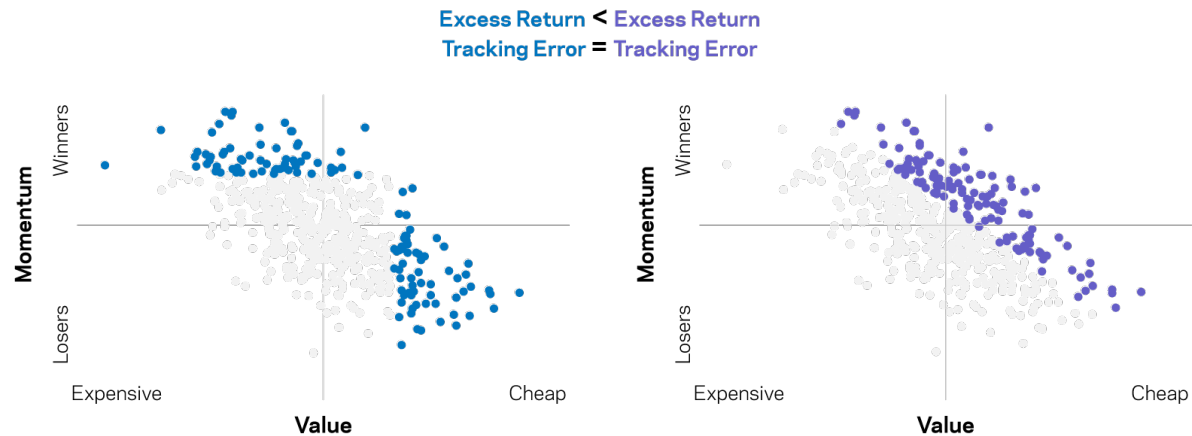 Excess Return < Excess Return
Tracking Error = Tracking Error
Winners
Momentum
Losers
Expensive
Cheap
Value
Winners
Momentum
Losers
Expensive
Cheap
Value